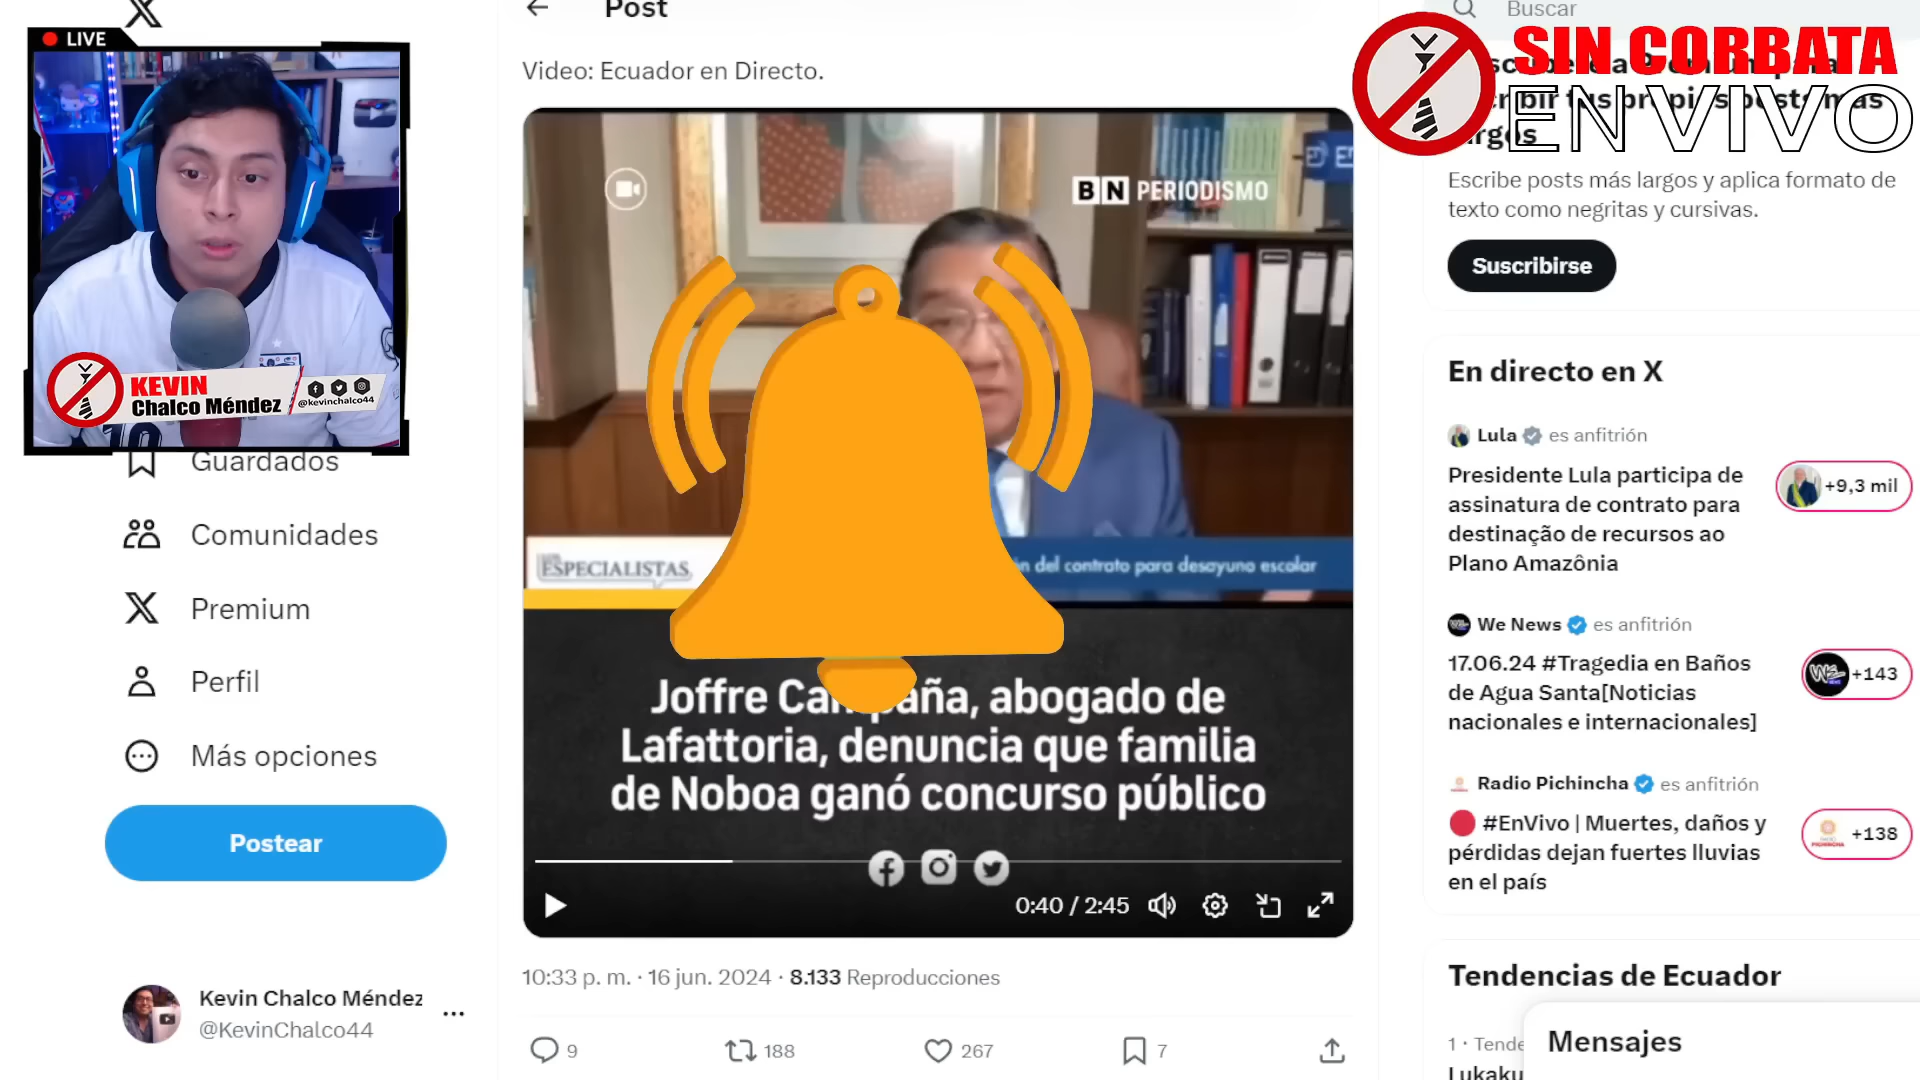 Post
Video: Ecuador en Directo.
Buscar
SIN CORBATA
EN VIVO
LIVE
KEVIN
Chalco Méndez
@kevinchalco44
Guardados
Comunidades
Premium
Perfil
Más opciones
Postear
Kevin Chalco Méndez
@KevinChalco44
BN PERIODISMO
ESPECIALISTAS
del contrato para desayuno escolar
Joffre Campaña, abogado de
Lafattoria, denuncia que familia
de Noboa ganó concurso público
0:40 / 2:45
10:33 p. m. · 16 jun. 2024 · 8.133 Reproducciones
9
188
267
7
Escribe posts más largos y aplica formato de
texto como negritas y cursivas.
Suscribirse
En directo en X
Lula es anfitrión
Presidente Lula participa de
assinatura de contrato para
destinação de recursos ao
Plano Amazônia
+9,3 mil
We News es anfitrión
17.06.24 #Tragedia en Baños
de Agua Santa[Noticias
nacionales e internacionales]
+143
Radio Pichincha es anfitrión
#EnVivo | Muertes, daños y
pérdidas dejan fuertes lluvias
en el país
+138
Tendencias de Ecuador
1 · Tende
Lukaku
Mensajes